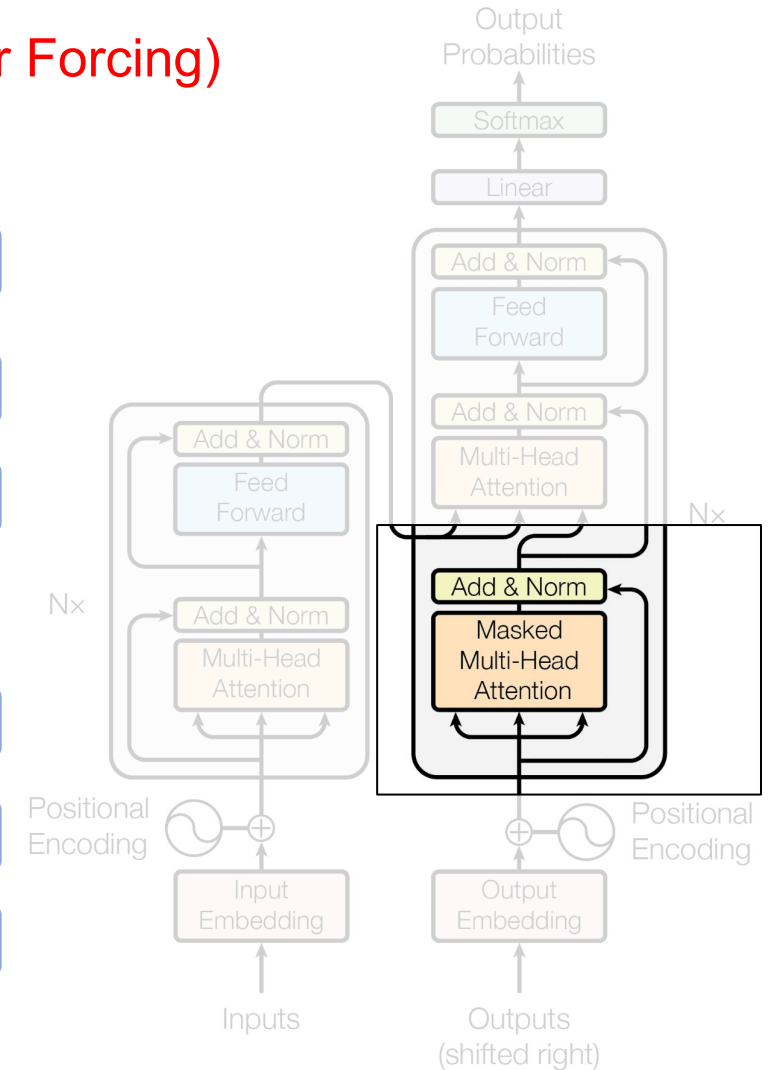 r Forcing)
Output
Probabilities
Softmax
Linear
Add & Norm
Feed
Forward
Add & Norm
Multi-Head
Attention
Nx
Add & Norm
Masked
Multi-Head
Attention
Add & Norm
Feed
Forward
Nx
Add & Norm
Multi-Head
Attention
Positional
Encoding
Positional
Encoding
Input
Embedding
Output
Embedding
Inputs
Outputs
(shifted right)